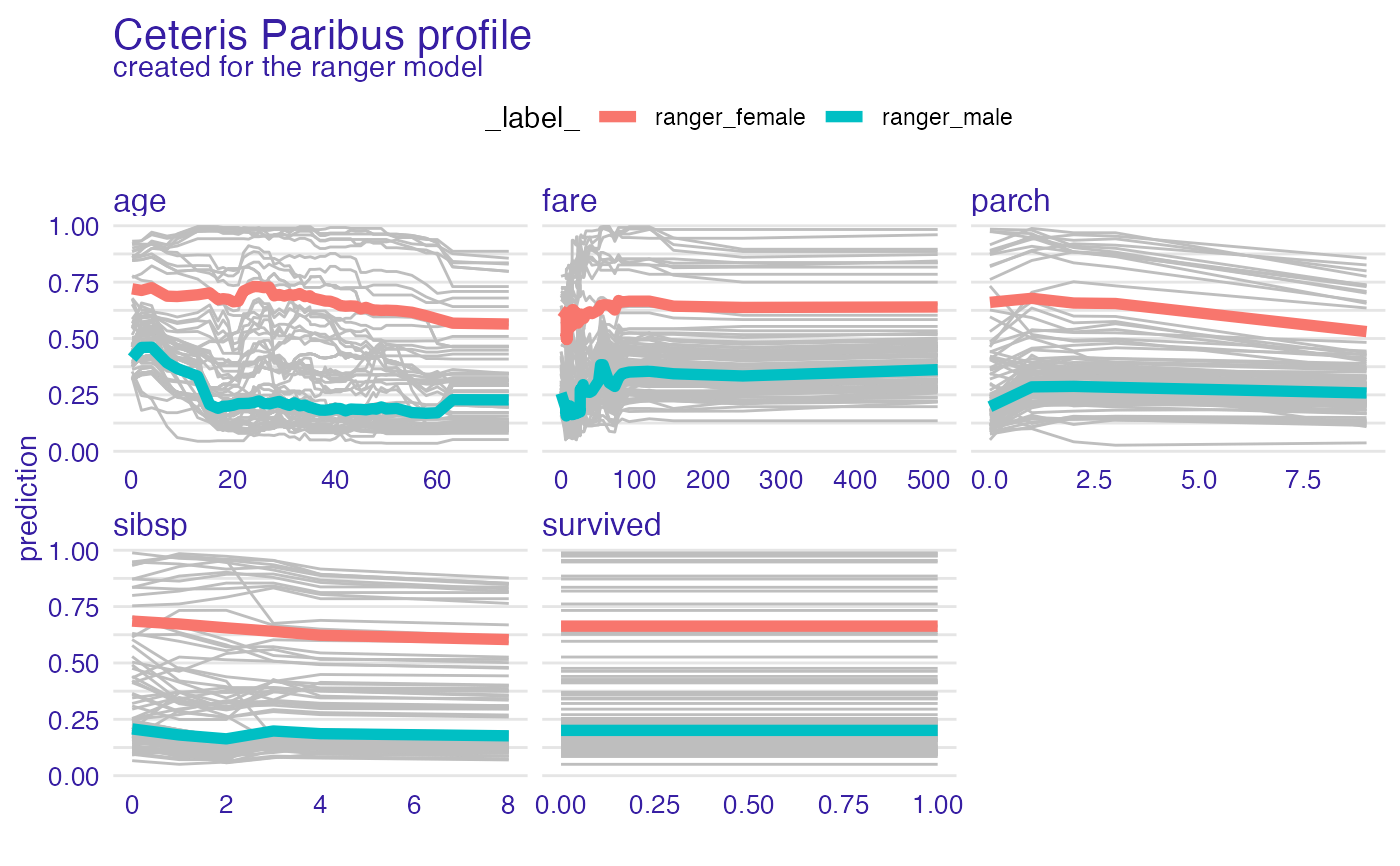 Ceteris Paribus profile
created for the ranger model
_label_ ranger_female ranger_male
age fare parch
1.00
0.75
0.50
0.25
0.00
0 20 40 60 0 100 200 300 400 500 0.0 2.5 5.0 7.5
prediction
sibsp survived
1.00
0.75
0.50
0.25
0.00
0 2 4 6 8 0.00 0.25 0.50 0.75 1.00